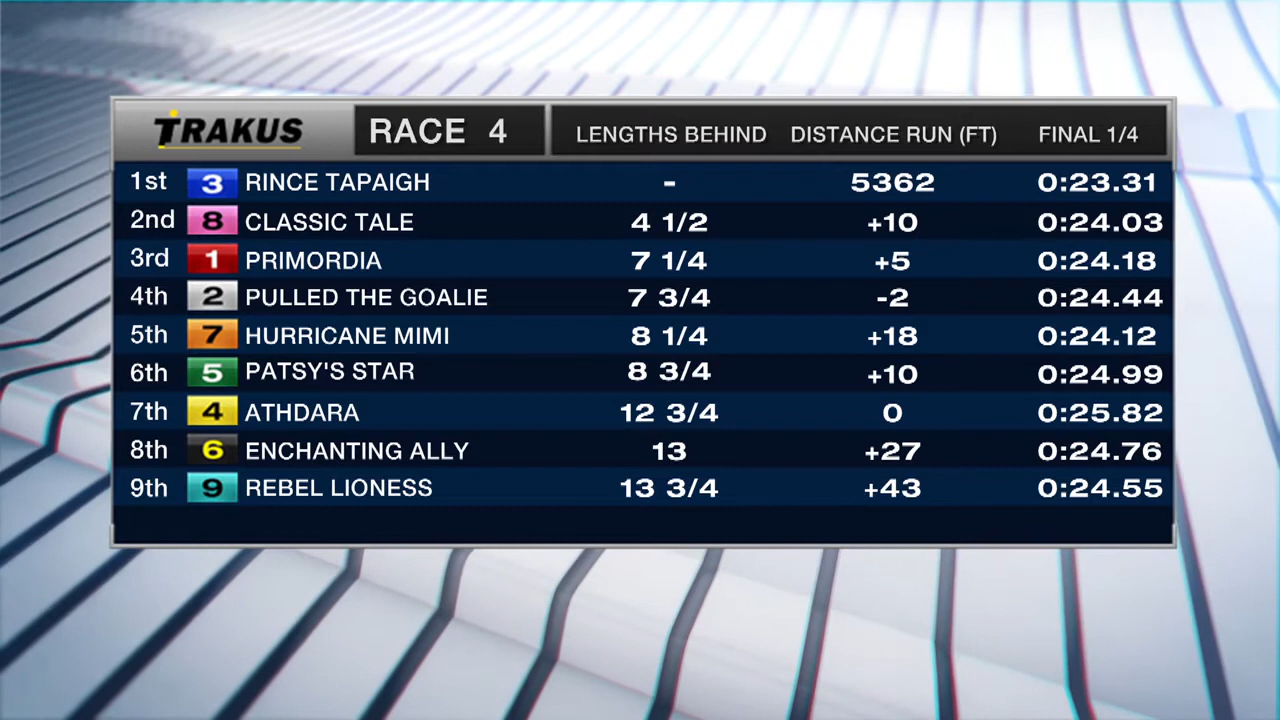 TRAKUS RACE 4 LENGTHS BEHIND DISTANCE RUN (FT) FINAL 1/4
1st 3 RINCE TAPAIGH - 5362 0:23.31
2nd 8 CLASSIC TALE 4 1/2 +10 0:24.03
3rd 1 PRIMORDIA 7 1/4 +5 0:24.18
4th 2 PULLED THE GOALIE 7 3/4 -2 0:24.44
5th 7 HURRICANE MIMI 8 1/4 +18 0:24.12
6th 5 PATSY'S STAR 8 3/4 +10 0:24.99
7th 4 ATHDARA 12 3/4 0 0:25.82
8th 6 ENCHANTING ALLY 13 +27 0:24.76
9th 9 REBEL LIONESS 13 3/4 +43 0:24.55